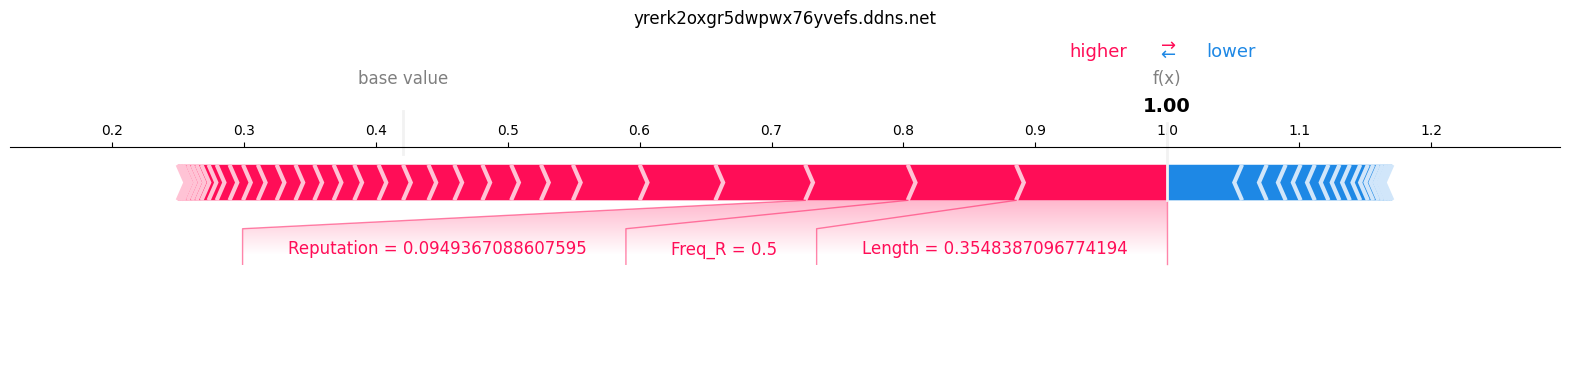 yrerk2oxgr5dwpwx76yvefs.ddns.net
higher → ← lower
base value f(x)
1.00
0.2 0.3 0.4 0.5 0.6 0.7 0.8 0.9 1.0 1.1 1.2
Reputation = 0.0949367088607595 Freq_R = 0.5 Length = 0.3548387096774194